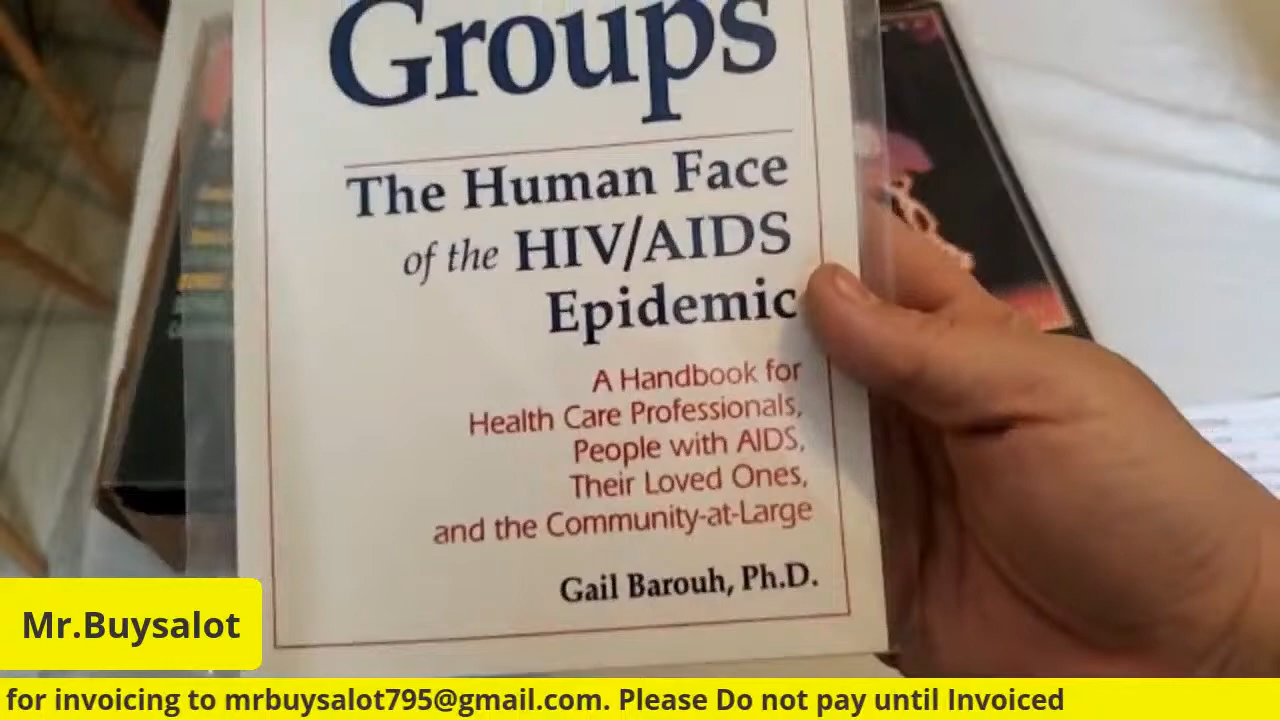 Groups
The Human Face
of the HIV/AIDS
Epidemic
A Handbook for
Health Care Professionals,
People with AIDS,
Their Loved Ones,
and the Community-at-Large
Gail Barouh, Ph.D.
Mr.Buysalot
for invoicing to mrbuysalot795@gmail.com. Please Do not pay until Invoiced